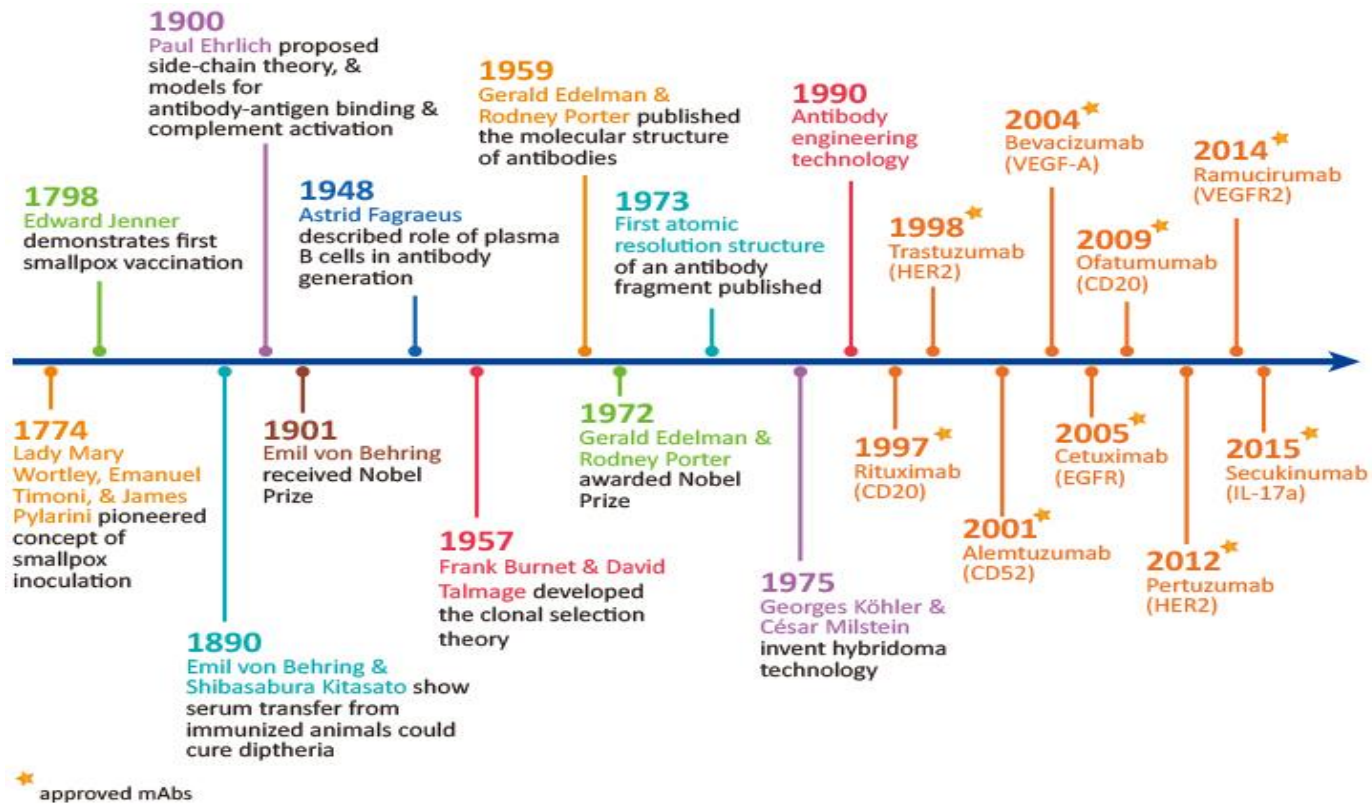 1900
Paul Ehrlich proposed
side-chain theory, &
models for
antibody-antigen binding &
complement activation
1959
Gerald Edelman &
Rodney Porter published
the molecular structure
of antibodies
1990
Antibody
engineering
technology
2004
Bevacizumab
(VEGF-A)
2014
Ramucirumab
(VEGFR2)
1798
Edward Jenner
demonstrates first
smallpox vaccination
1948
Astrid Fagraeus
described role of plasma
B cells in antibody
generation
1973
First atomic
resolution structure
of an antibody
fragment published
1998
Trastuzumab
(HER2)
2009
Ofatumumab
(CD20)
1774
Lady Mary
Wortley, Emanuel
Timoni, & James
Pylarini pioneered
concept of
smallpox
inoculation
1901
Emil von Behring
received Nobel
Prize
1972
Gerald Edelman &
Rodney Porter
awarded Nobel
Prize
1997
Rituximab
(CD20)
2005
Cetuximab
(EGFR)
2015
Secukinumab
(IL-17a)
2001
Alemtuzumab
(CD52)
2012
Pertuzumab
(HER2)
1957
Frank Burnet & David
Talmage developed
the clonal selection
theory
1975
Georges Köhler &
César Milstein
invent hybridoma
technology
1890
Emil von Behring &
Shibasabura Kitasato show
serum transfer from
immunized animals could
cure diptheria
approved mAbs